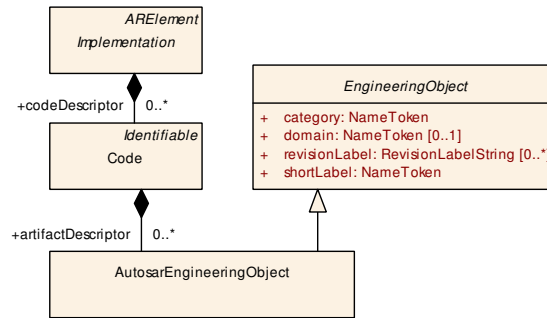 ARElement
Implementation
+codeDescriptor 0..*
Identifiable
Code
+artifactDescriptor 0..*
AutosarEngineeringObject
EngineeringObject
+ category: NameToken
+ domain: NameToken [0..1]
+ revisionLabel: RevisionLabelString [0..*]
+ shortLabel: NameToken